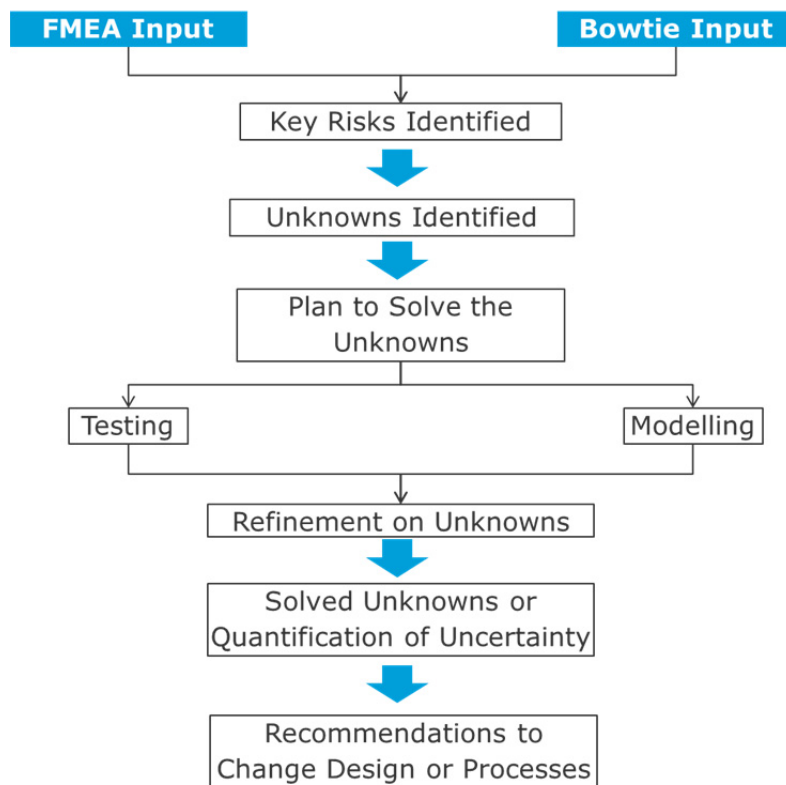 FMEA Input
Bowtie Input
Key Risks Identified
Unknowns Identified
Plan to Solve the
Unknowns
Testing
Modelling
Refinement on Unknowns
Solved Unknowns or
Quantification of Uncertainty
Recommendations to
Change Design or Processes